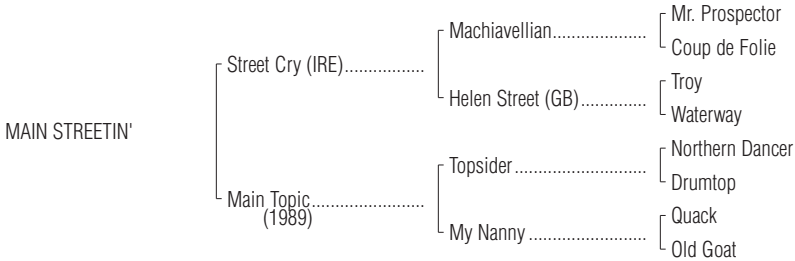 Mr. Prospector
Machiavellian....................
Coup de Folie
Street Cry (IRE).................
Troy
Helen Street (GB)..............
Waterway
MAIN STREETIN'
Northern Dancer
Topsider............................
Drumtop
Main Topic........................
(1989)
Quack
My Nanny.........................
Old Goat